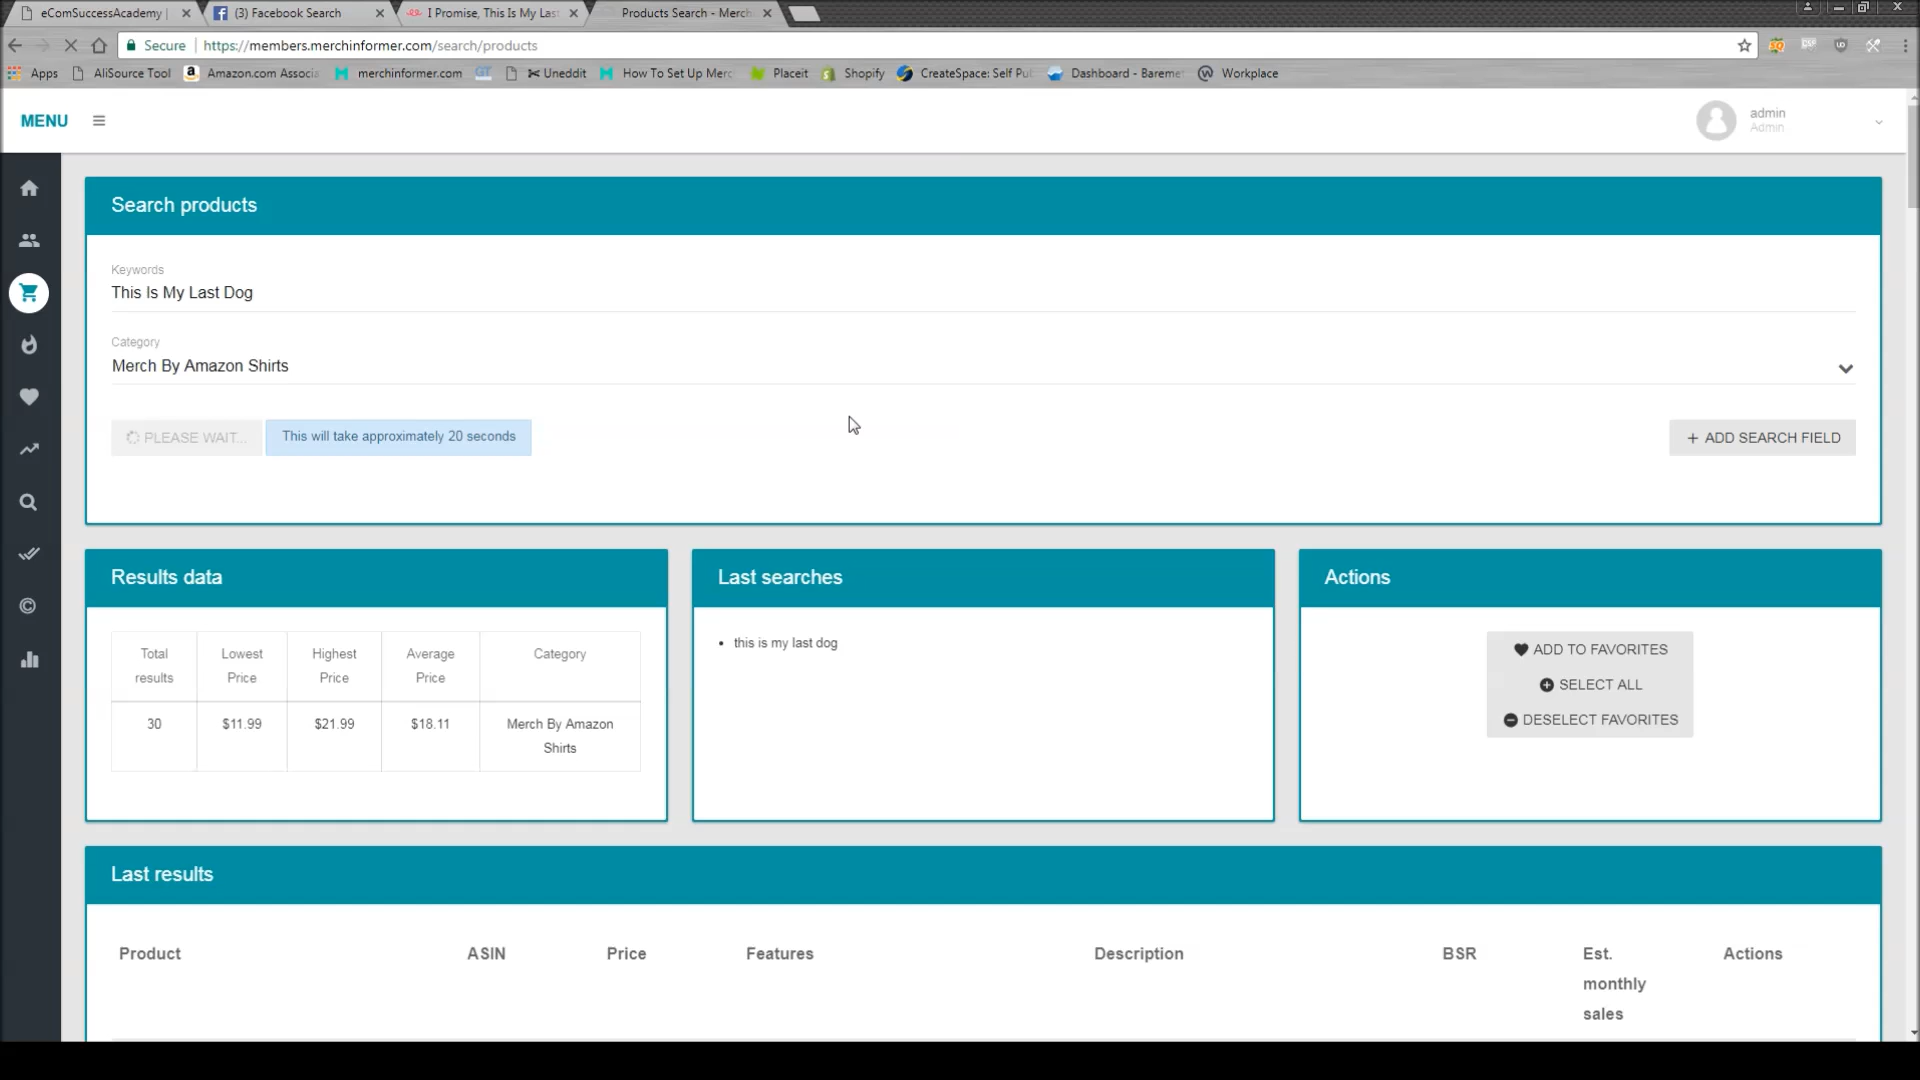 eComSuccessAcademy |
(3) Facebook Search
I Promise, This Is My Las
Products Search - Merch
Secure
https://members.merchinformer.com/search/products
Apps
AliSource Tool
Amazon.com Associa
merchinformer.com
Uneddit
How To Set Up Merc
Placeit
Shopify
CreateSpace: Self Pu
Dashboard - Bareme
Workplace
MENU
admin
Admin
Search products
Keywords
This Is My Last Dog
Category
Merch By Amazon Shirts
PLEASE WAIT...
This will take approximately 20 seconds
+ ADD SEARCH FIELD
Results data
Total results
Lowest Price
Highest Price
Average Price
Category
30
$11.99
$21.99
$18.11
Merch By Amazon Shirts
Last searches
• this is my last dog
Actions
ADD TO FAVORITES
SELECT ALL
DESELECT FAVORITES
Last results
Product
ASIN
Price
Features
Description
BSR
Est. monthly sales
Actions